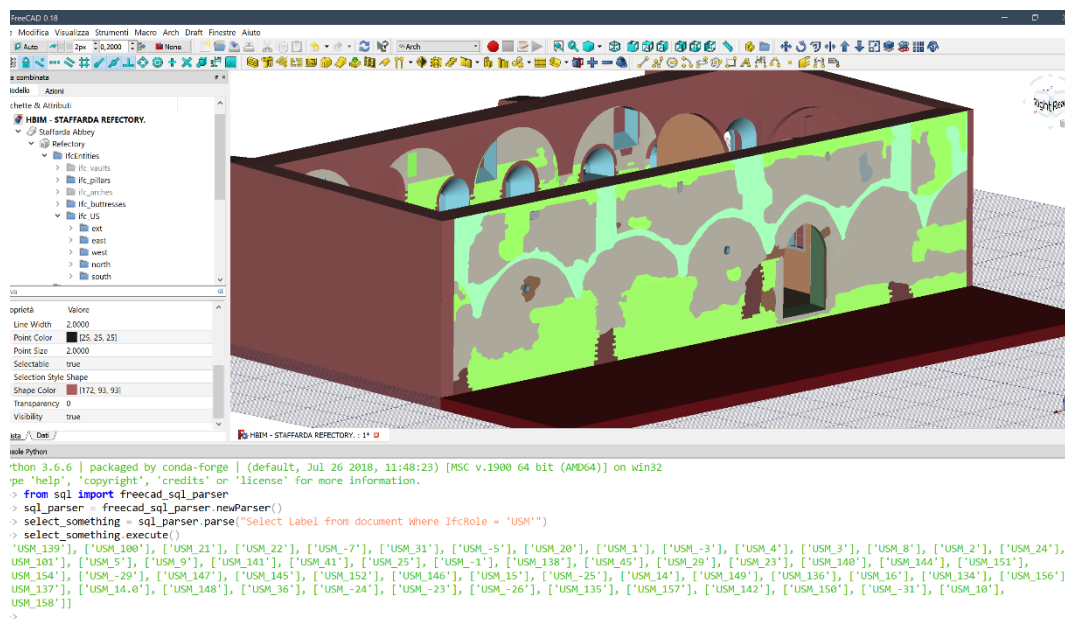 FreeCAD 0.18
Modifica Visualizza Strumenti Macro Arch Draft Finestre Aiuto
Auto 2px 0,2000 None Arch
combinata
Modello Azioni
chette & Attributi
HBIM - STAFFARDA REFECTORY.
Staffarda Abbey
Refectory
IfcEntities
ifc_vaults
ifc_pillars
ifc_arches
Ifc_buttresses
ifc_US
ext
east
west
north
south
va
oprietà Valore
Line Width 2,0000
Point Color [25, 25, 25]
Point Size 2,0000
Selectable true
Selection Style Shape
Shape Color [172, 93, 93]
Transparency 0
Visibility true
ista Dati
HBIM - STAFFARDA REFECTORY. : 1*
RightRea
sole Python
ython 3.6.6 | packaged by conda-forge | (default, Jul 26 2018, 11:48:23) [MSC v.1900 64 bit (AMD64)] on win32
ype 'help', 'copyright', 'credits' or 'license' for more information.
> from sql import freecad_sql_parser
> sql_parser = freecad_sql_parser.newParser()
> select_something = sql_parser.parse("Select Label from document Where IfcRole = 'USM'")
> select_something.execute()
'USM_139'], ['USM_100'], ['USM_21'], ['USM_22'], ['USM_-7'], ['USM_31'], ['USM_-5'], ['USM_20'], ['USM_1'], ['USM_-3'], ['USM_4'], ['USM_3'], ['USM_8'], ['USM_2'], ['USM_24'],
USM_101'], ['USM_5'], ['USM_9'], ['USM_141'], ['USM_41'], ['USM_25'], ['USM_-1'], ['USM_138'], ['USM_45'], ['USM_29'], ['USM_23'], ['USM_140'], ['USM_144'], ['USM_151'],
USM_154'], ['USM_-29'], ['USM_147'], ['USM_145'], ['USM_152'], ['USM_146'], ['USM_15'], ['USM_-25'], ['USM_14'], ['USM_149'], ['USM_136'], ['USM_16'], ['USM_134'], ['USM_156']
USM_137'], ['USM_14.0'], ['USM_148'], ['USM_36'], ['USM_-24'], ['USM_-23'], ['USM_-26'], ['USM_135'], ['USM_157'], ['USM_142'], ['USM_150'], ['USM_-31'], ['USM_10'],
USM_158']]
>